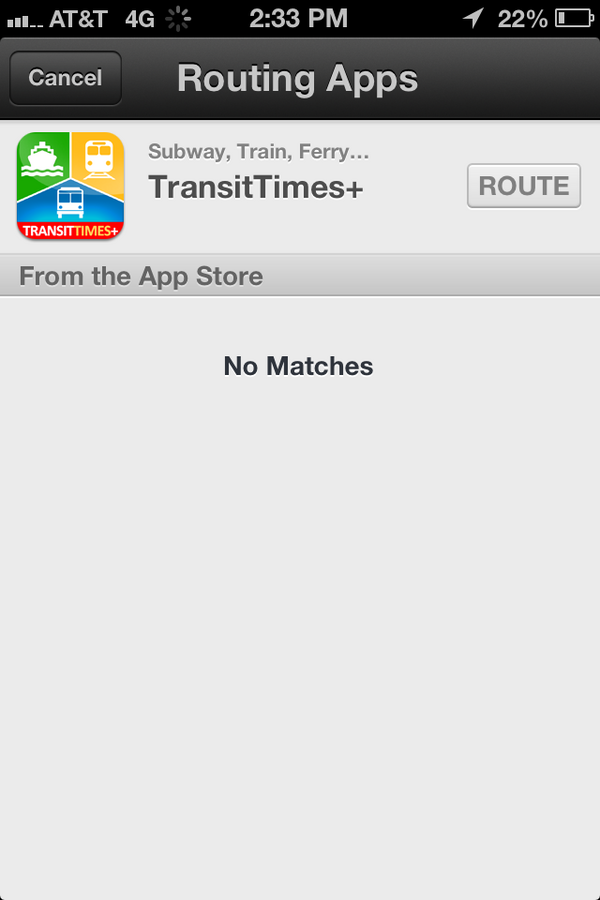 AT&T 4G 2:33 PM 22%
Cancel Routing Apps
Subway, Train, Ferry...
TransitTimes+ ROUTE
TRANSITTIMES+
From the App Store
No Matches